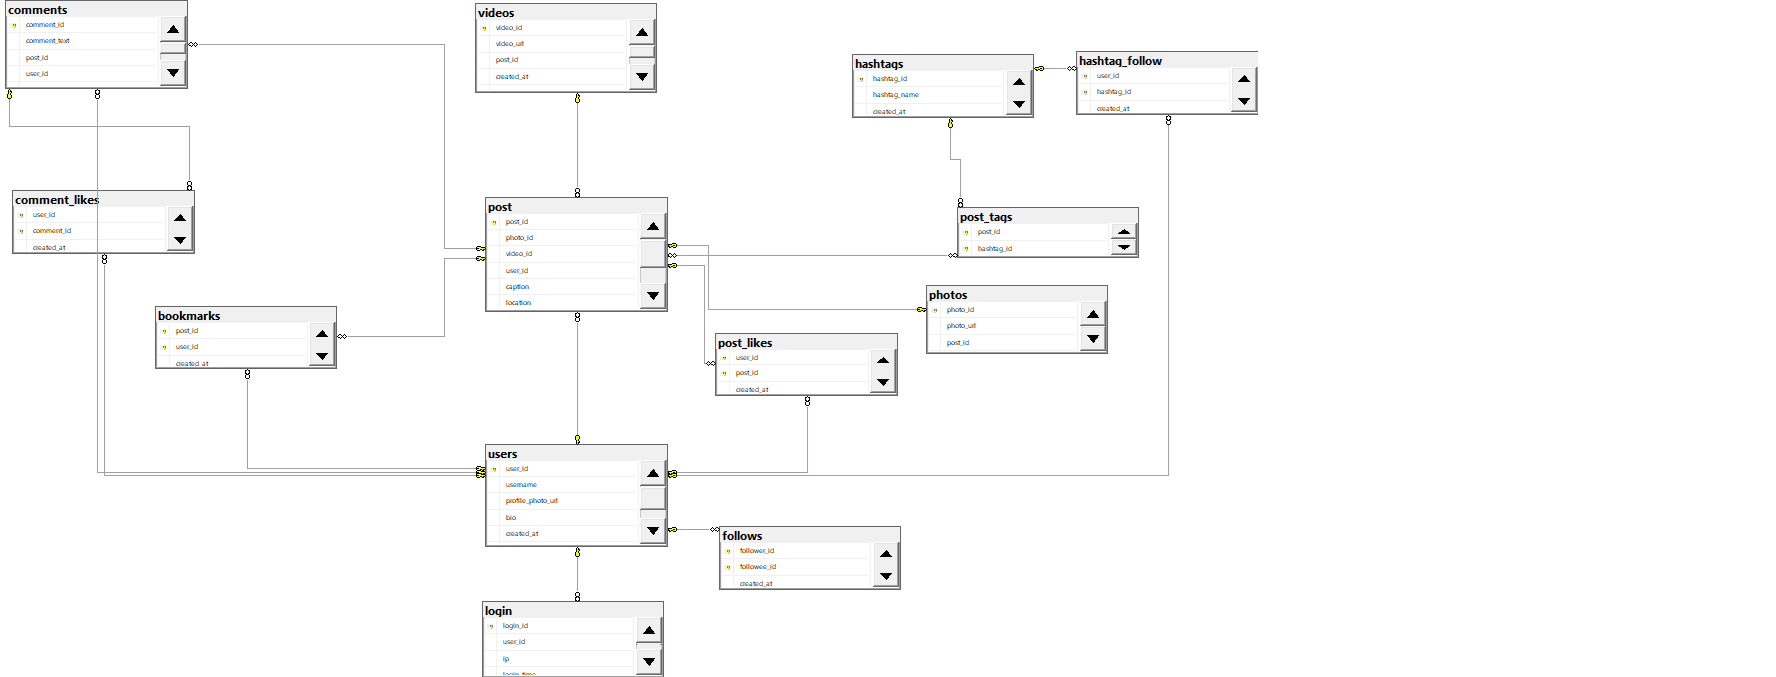 comments
comment_id
comment_text
post_id
user_id
videos
video_id
video_url
post_id
created_at
hashtags
hashtag_id
hashtag_name
created_at
hashtag_follow
user_id
hashtag_id
created_at
comment_likes
user_id
comment_id
created_at
post
post_id
photo_id
video_id
user_id
caption
location
post_tags
post_id
hashtag_id
photos
photo_id
photo_url
post_id
bookmarks
post_id
user_id
created_at
post_likes
user_id
post_id
created_at
users
user_id
username
profile_photo_url
bio
created_at
follows
follower_id
followee_id
created_at
login
login_id
user_id
ip
login_time